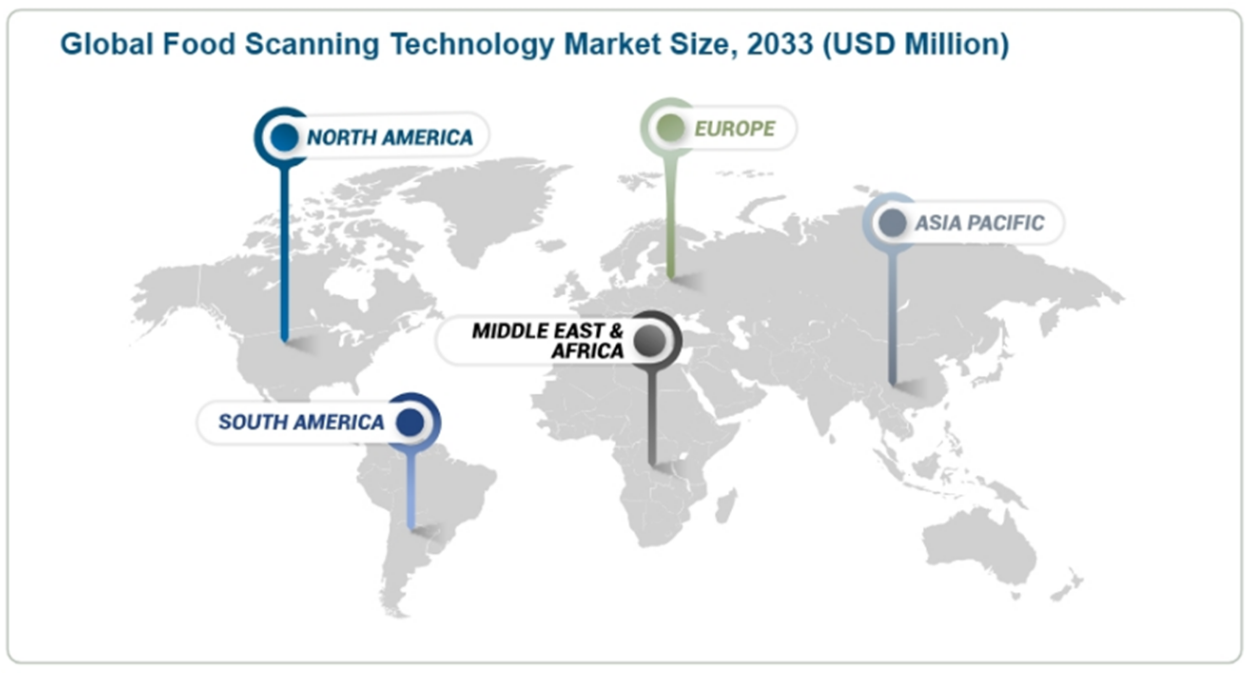 Global Food Scanning Technology Market Size, 2033 (USD Million)
NORTH AMERICA
EUROPE
ASIA PACIFIC
MIDDLE EAST &
AFRICA
SOUTH AMERICA